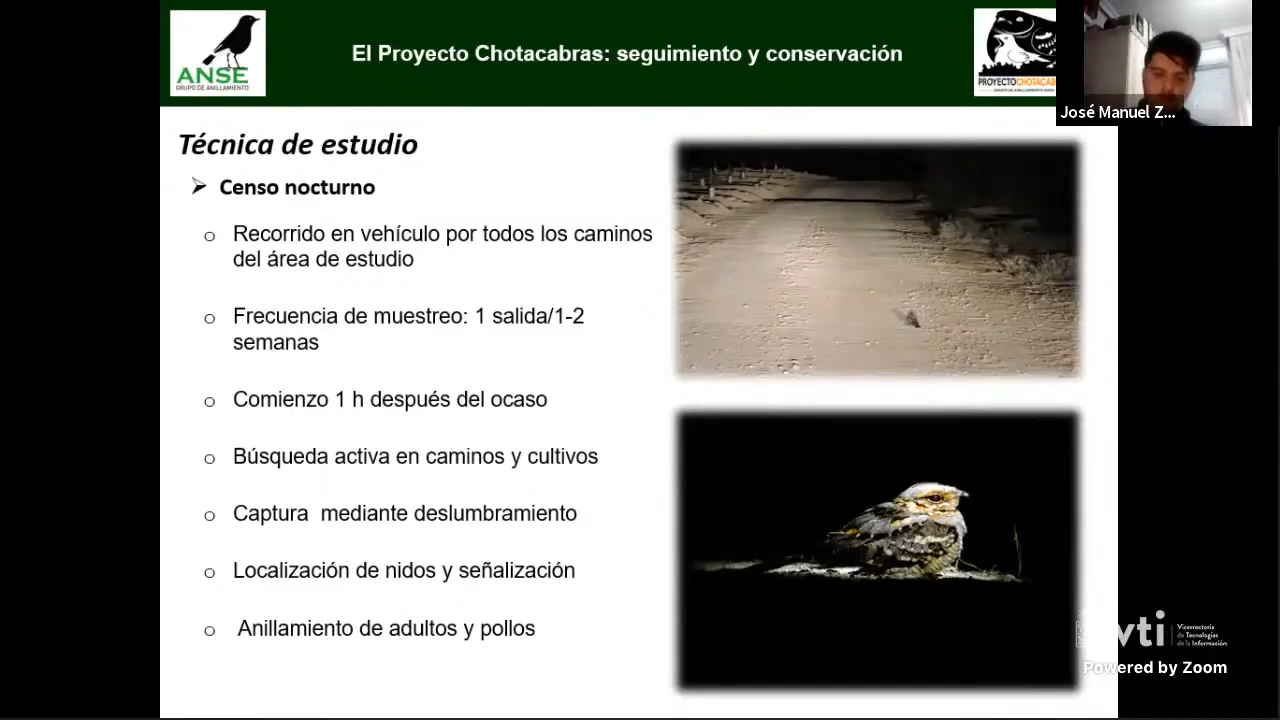 ANSE
GRUPO DE ANILLAMIENTO
El Proyecto Chotacabras: seguimiento y conservación
José Manuel Z...
Técnica de estudio
Censo nocturno
Recorrido en vehículo por todos los caminos
del área de estudio
Frecuencia de muestreo: 1 salida/1-2
semanas
Comienzo 1 h después del ocaso
Búsqueda activa en caminos y cultivos
Captura mediante deslumbramiento
Localización de nidos y señalización
Anillamiento de adultos y pollos
vti
Vicerrectoría
de Tecnologías
de la Información
Powered by Zoom